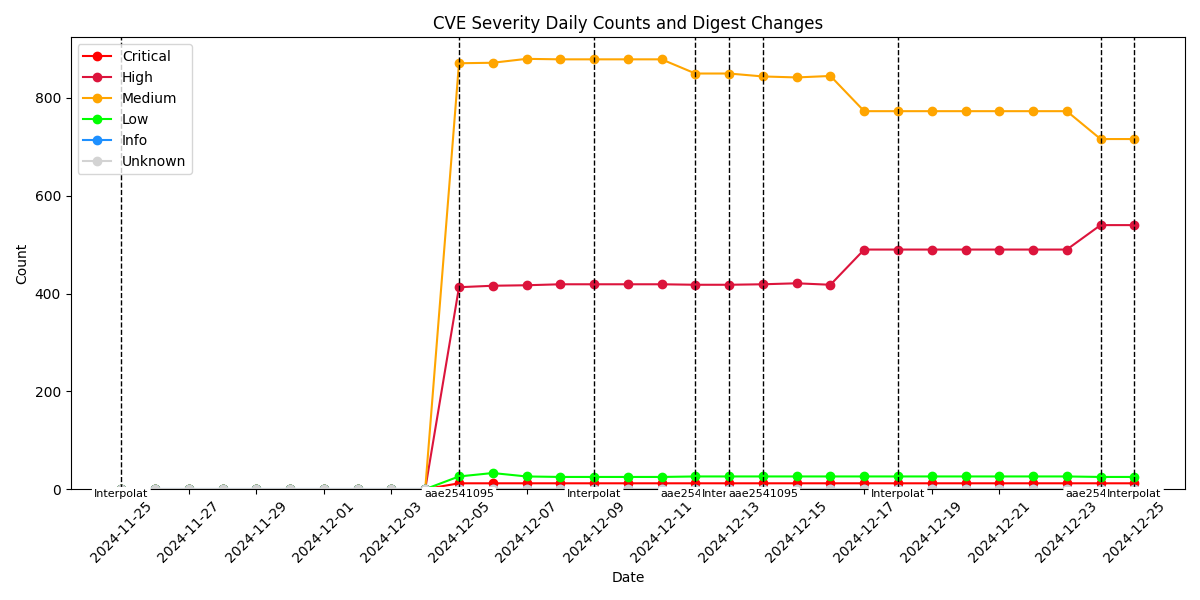 CVE Severity Daily Counts and Digest Changes
Critical
High
Medium
Low
Info
Unknown
Count
800
600
400
200
0
Interpolat
aae2541095
Interpolat
aae254
Inter
aae2541095
Interpolat
aae254
Interpolat
2024-11-25
2024-11-27
2024-11-29
2024-12-01
2024-12-03
2024-12-05
2024-12-07
2024-12-09
2024-12-11
2024-12-13
2024-12-15
2024-12-17
2024-12-19
2024-12-21
2024-12-23
2024-12-25
Date